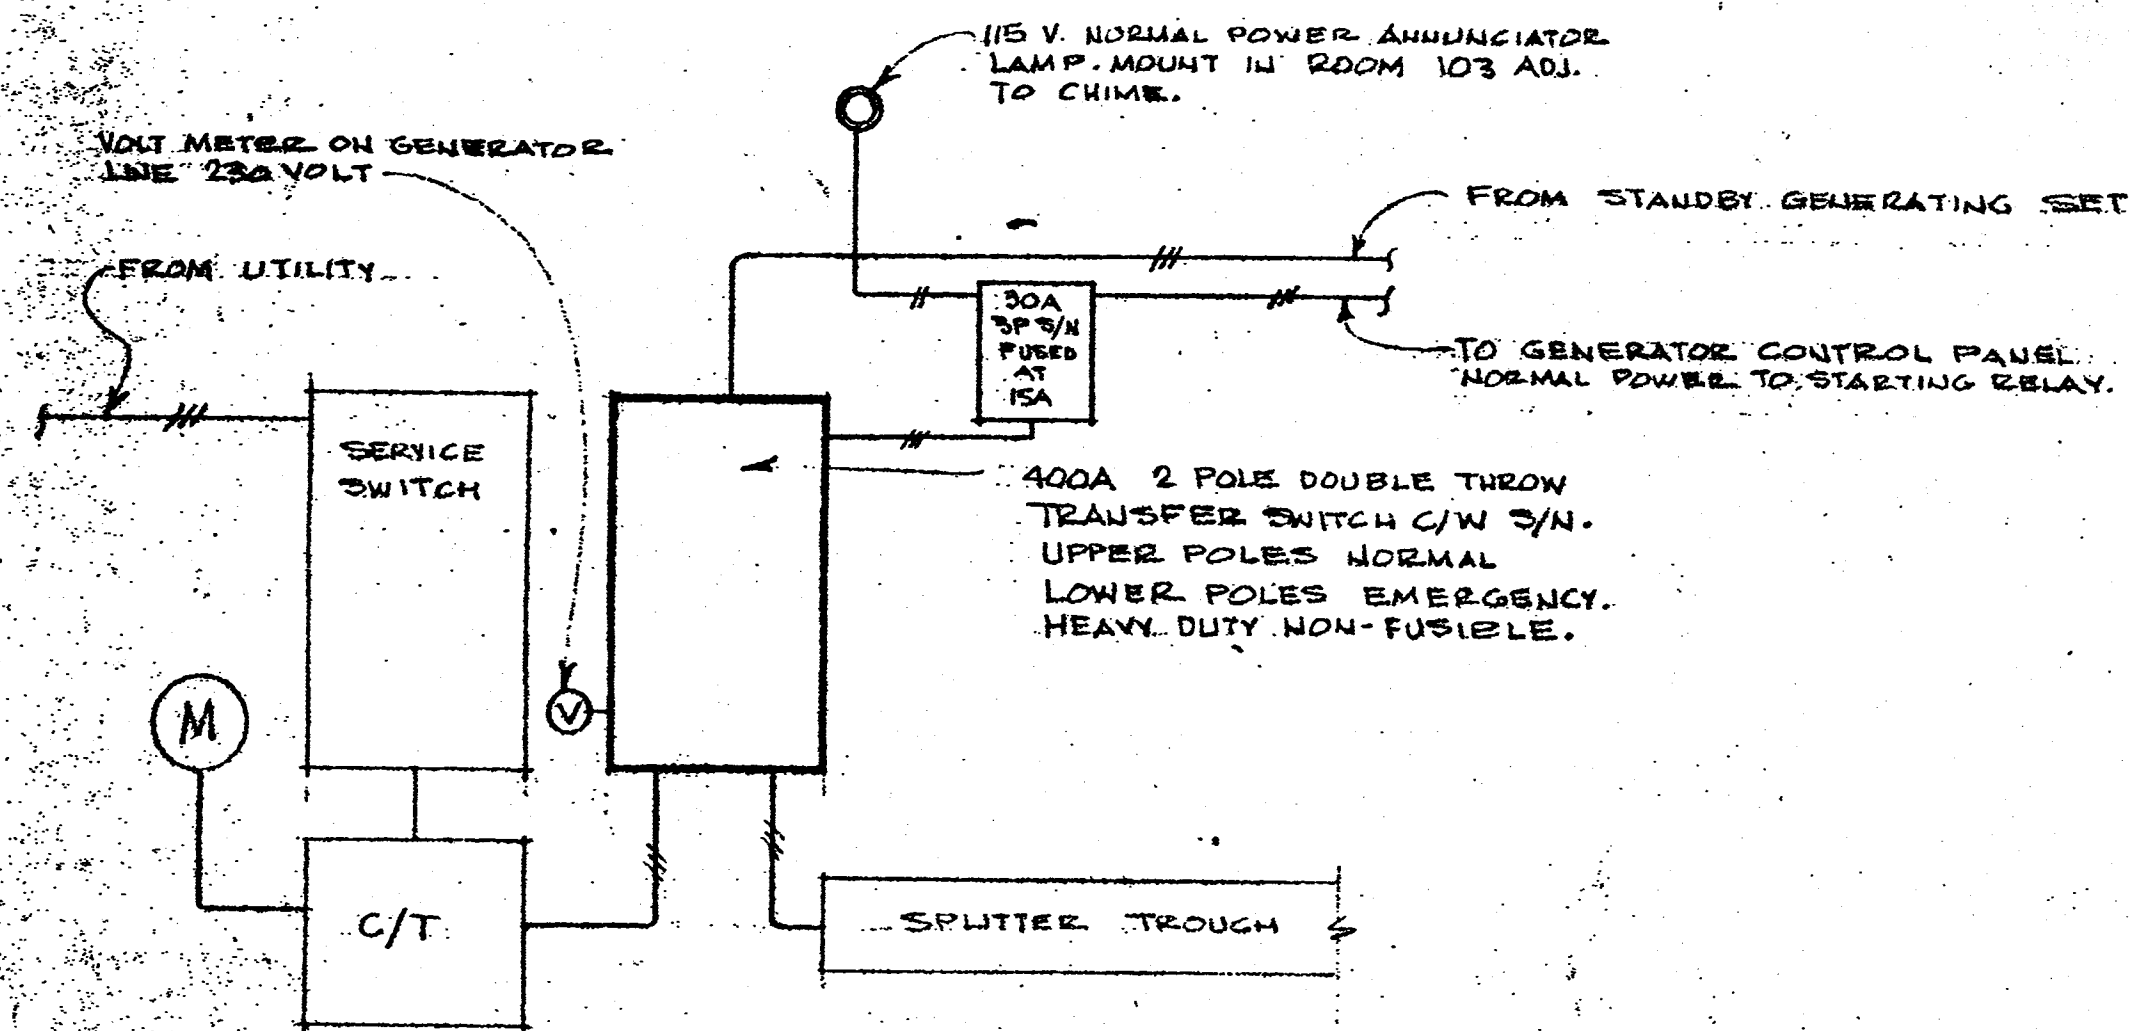 115 V. NORMAL POWER ANNUNCIATOR
LAMP. MOUNT IN ROOM 103 ADJ.
TO CHIME.
VOLT METER ON GENERATOR
LINE 230 VOLT
FROM STANDBY GENERATING SET
FROM UTILITY
30A
3P S/N
FUSED
AT
15A
TO GENERATOR CONTROL PANEL
NORMAL POWER TO STARTING RELAY.
SERVICE
SWITCH
400A 2 POLE DOUBLE THROW
TRANSFER SWITCH C/W S/N.
UPPER POLES NORMAL
LOWER POLES EMERGENCY.
HEAVY DUTY NON-FUSIBLE.
M
V
C/T
SPLITTER TROUGH